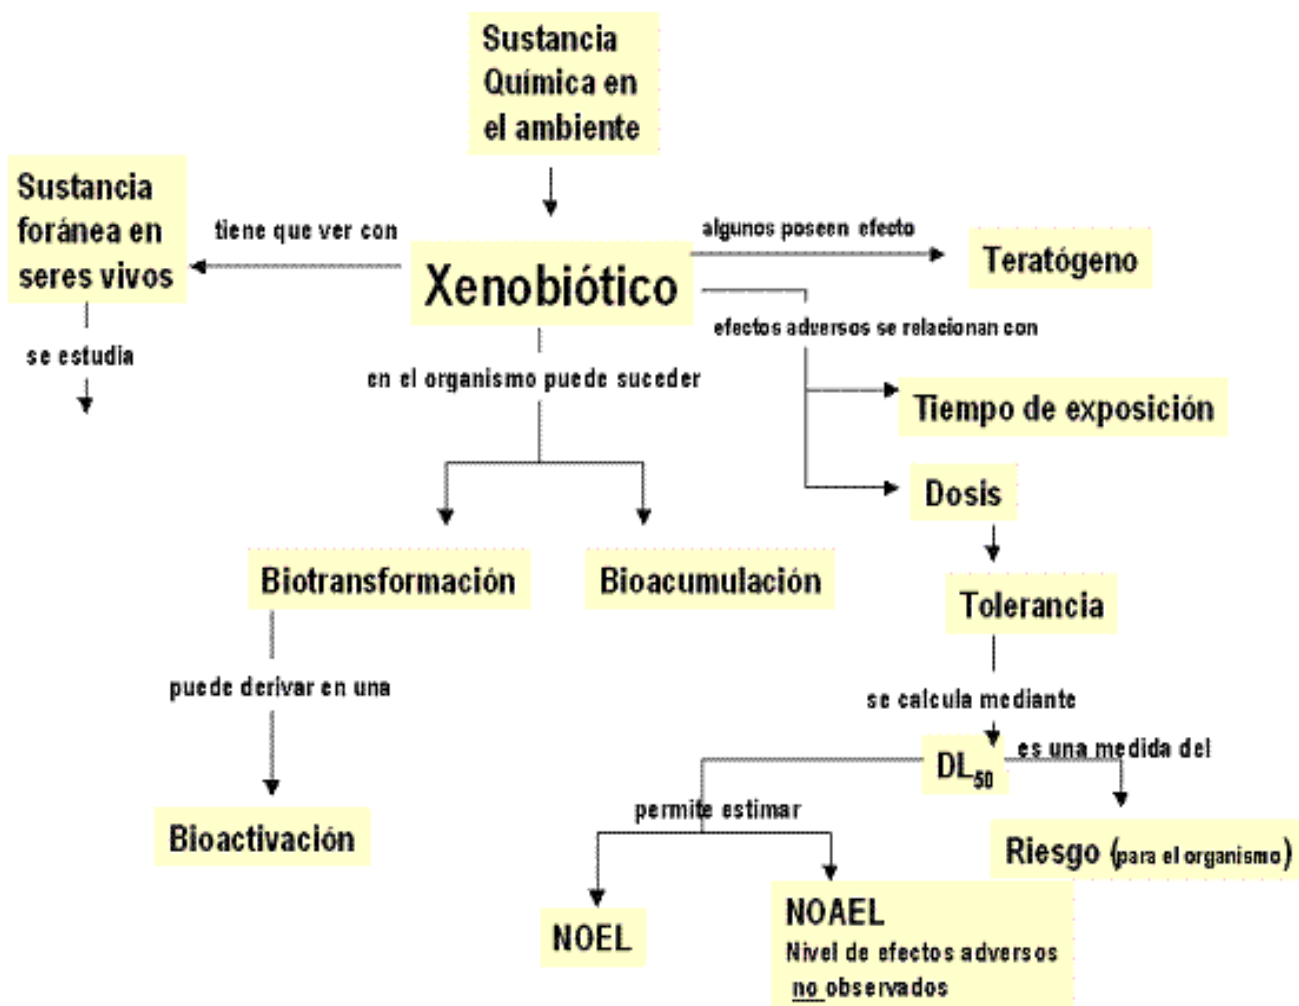 Sustancia
Química en
el ambiente
Sustancia
foránea en
seres vivos
tiene que ver con
algunos poseen efecto
Teratógeno
Xenobiótico
efectos adversos se relacionan con
se estudia
en el organismo puede suceder
Tiempo de exposición
Dosis
Biotransformación
Bioacumulación
Tolerancia
puede derivar en una
se calcula mediante
DL50
es una medida del
permite estimar
Bioactivación
Riesgo (para el organismo)
NOEL
NOAEL
Nivel de efectos adversos
no observados